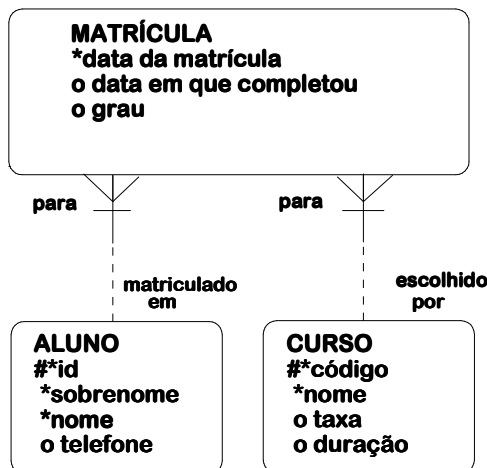 MATRÍCULA
*data da matrícula
o data em que completou
o grau
para
para
matriculado
em
escolhido
por
ALUNO
#*id
*sobrenome
*nome
o telefone
CURSO
#*código
*nome
o taxa
o duração